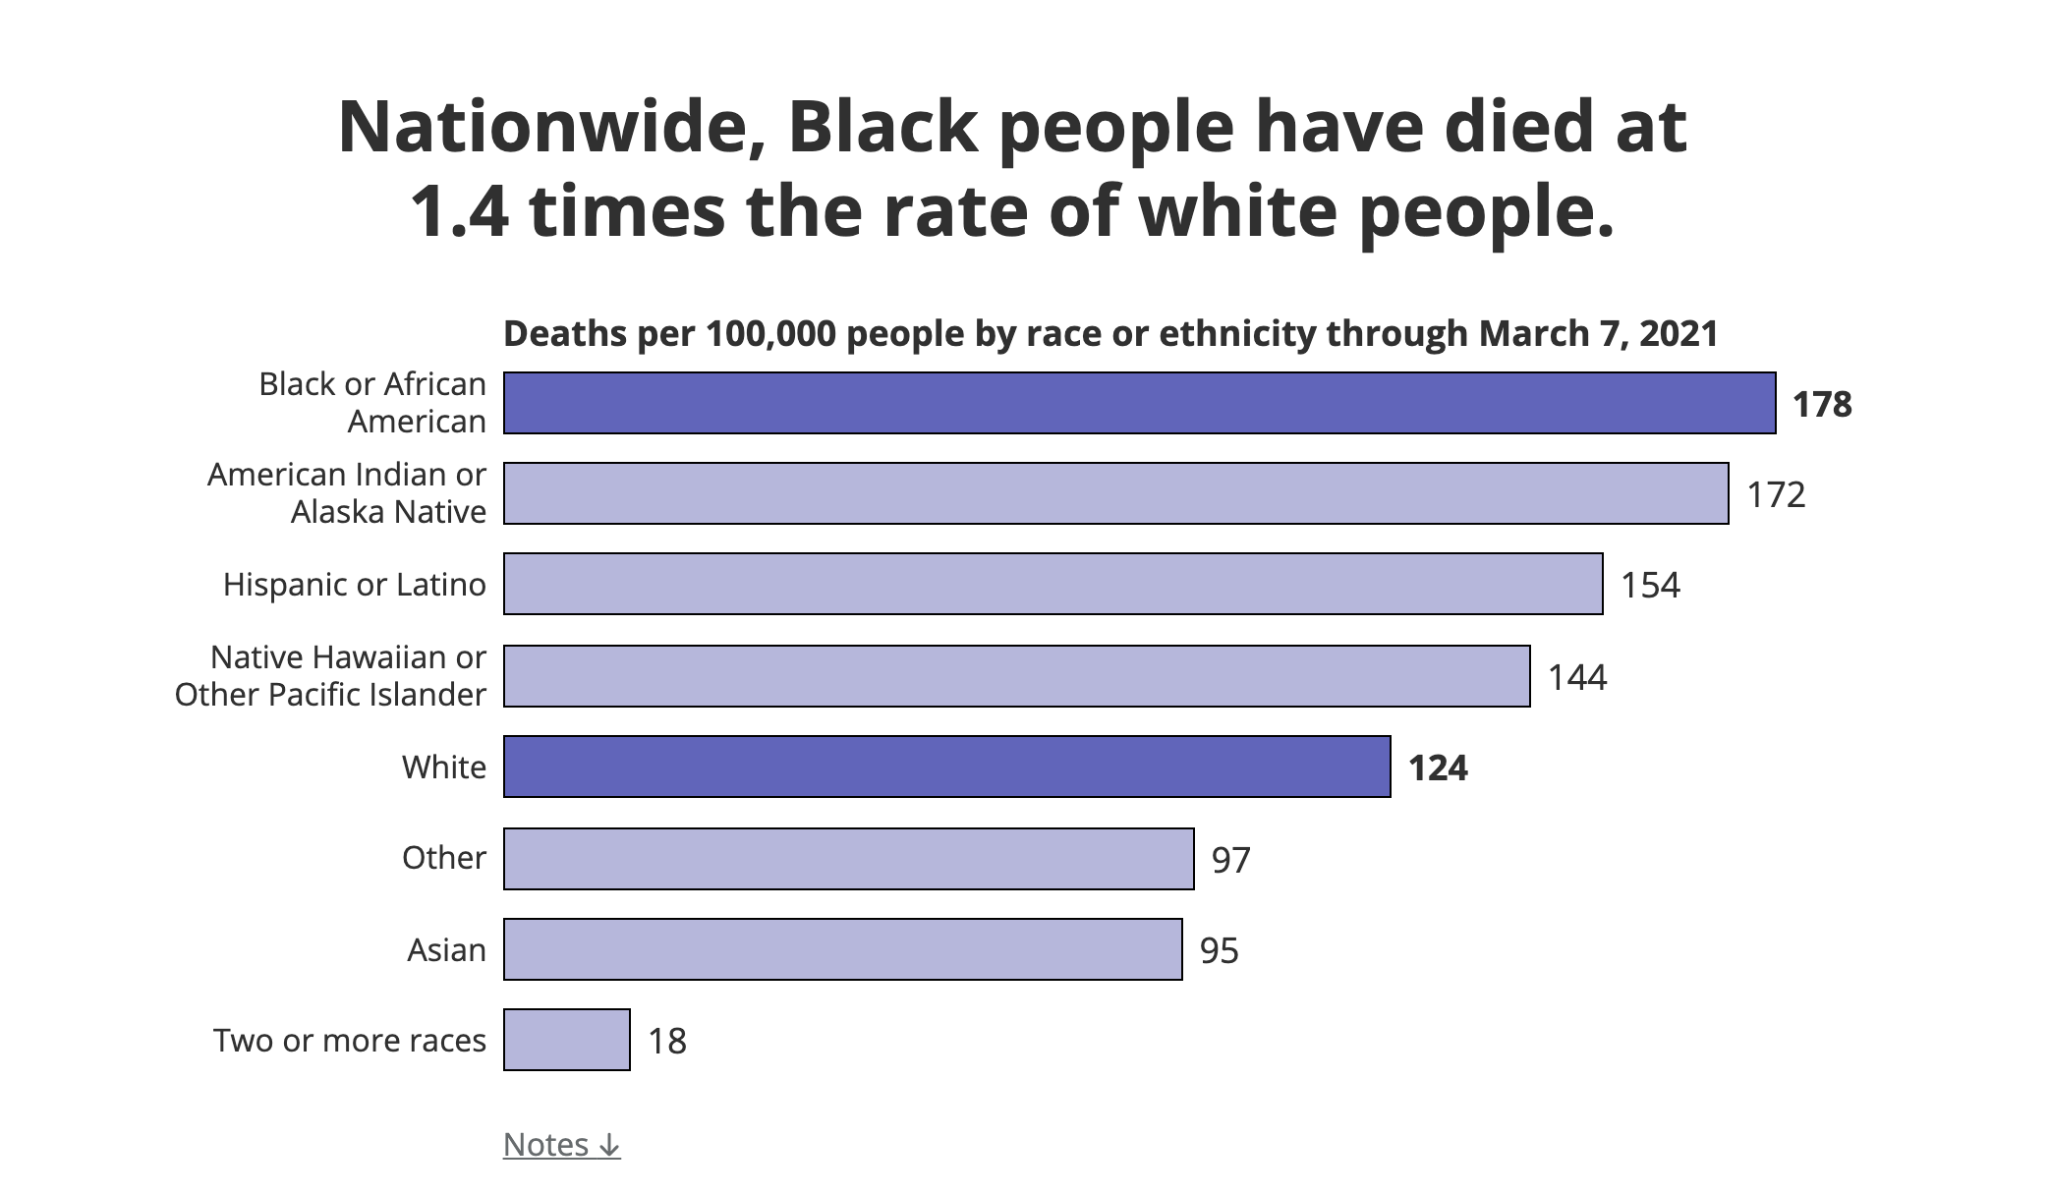 Nationwide, Black people have died at
1.4 times the rate of white people.
Deaths per 100,000 people by race or ethnicity through March 7, 2021
Black or African
American
178
American Indian or
Alaska Native
172
Hispanic or Latino
154
Native Hawaiian or
Other Pacific Islander
144
White
124
Other
97
Asian
95
Two or more races
18
Notes ↓